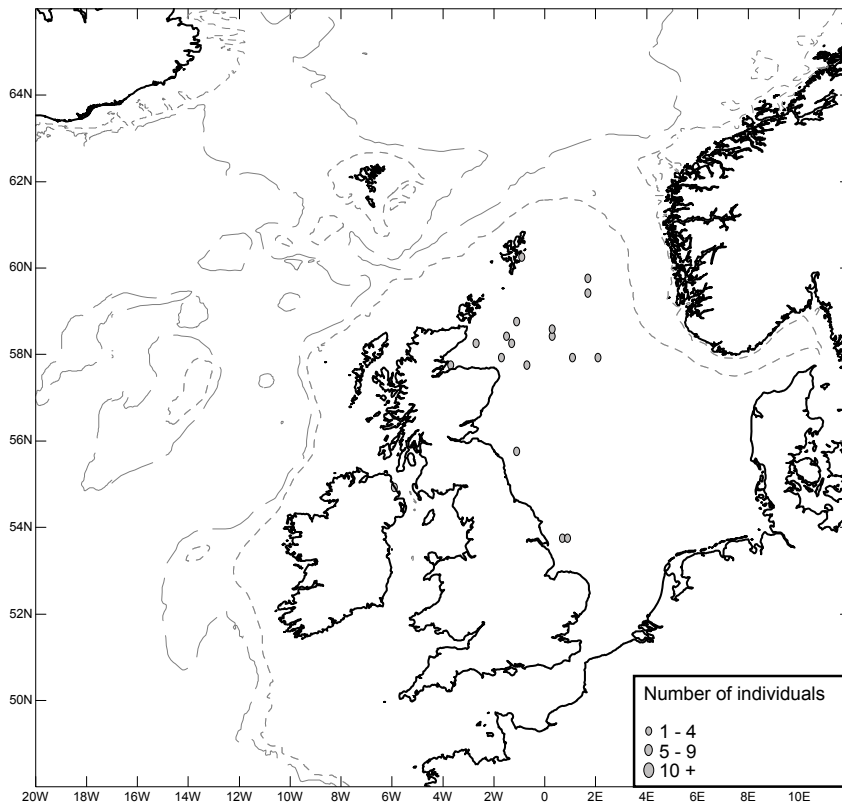 64N
62N
60N
58N
56N
54N
52N
50N
Number of individuals
1 - 4
5 - 9
10 +
20W 18W 16W 14W 12W 10W 8W 6W 4W 2W 0 2E 4E 6E 8E 10E